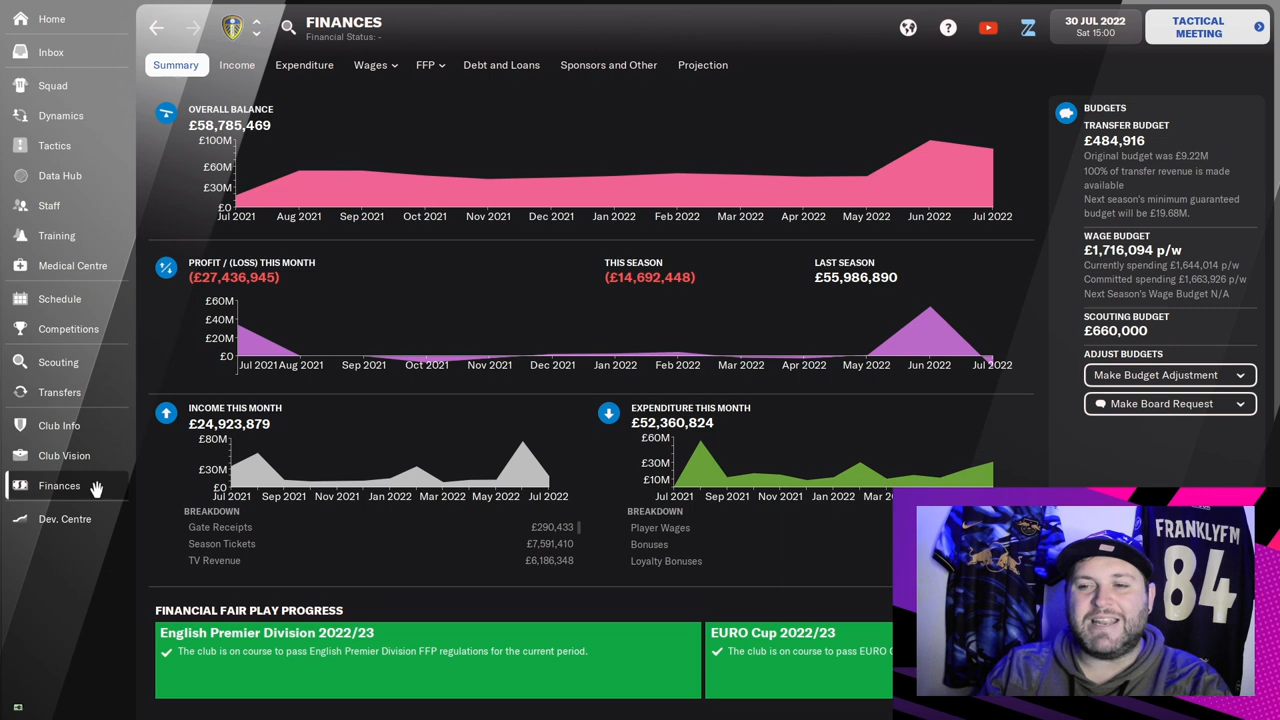 Home
Inbox
Squad
Dynamics
Tactics
Data Hub
Staff
Training
Medical Centre
Schedule
Competitions
Scouting
Transfers
Club Info
Club Vision
Finances
Dev. Centre
FINANCES
Financial Status: -
30 JUL 2022
Sat 15:00
TACTICAL
MEETING
Summary
Income
Expenditure
Wages
FFP
Debt and Loans
Sponsors and Other
Projection
OVERALL BALANCE
£58,785,469
£100M
£60M
£30M
£0
Jul 2021 Aug 2021 Sep 2021 Oct 2021 Nov 2021 Dec 2021 Jan 2022 Feb 2022 Mar 2022 Apr 2022 May 2022 Jun 2022 Jul 2022
PROFIT / (LOSS) THIS MONTH
(£27,436,945)
THIS SEASON
(£14,692,448)
LAST SEASON
£55,986,890
£60M
£40M
£20M
£0
Jul 2021 Aug 2021 Sep 2021 Oct 2021 Nov 2021 Dec 2021 Jan 2022 Feb 2022 Mar 2022 Apr 2022 May 2022 Jun 2022 Jul 2022
INCOME THIS MONTH
£24,923,879
£80M
£30M
£0
Jul 2021 Sep 2021 Nov 2021 Jan 2022 Mar 2022 May 2022 Jul 2022
BREAKDOWN
Gate Receipts £290,433
Season Tickets £7,591,410
TV Revenue £6,186,348
EXPENDITURE THIS MONTH
£52,360,824
£60M
£30M
£10M
Jul 2021 Sep 2021 Nov 2021 Jan 2022 Mar 20
BREAKDOWN
Player Wages
Bonuses
Loyalty Bonuses
FINANCIAL FAIR PLAY PROGRESS
English Premier Division 2022/23
The club is on course to pass English Premier Division FFP regulations for the current period.
EURO Cup 2022/23
The club is on course to pass EURO C
BUDGETS
TRANSFER BUDGET
£484,916
Original budget was £9.22M
100% of transfer revenue is made
available
Next season's minimum guaranteed
budget will be £19.68M.
WAGE BUDGET
£1,716,094 p/w
Currently spending £1,644,014 p/w
Committed spending £1,663,926 p/w
Next Season's Wage Budget N/A
SCOUTING BUDGET
£660,000
ADJUST BUDGETS
Make Budget Adjustment
Make Board Request
FRANKLYFM
84